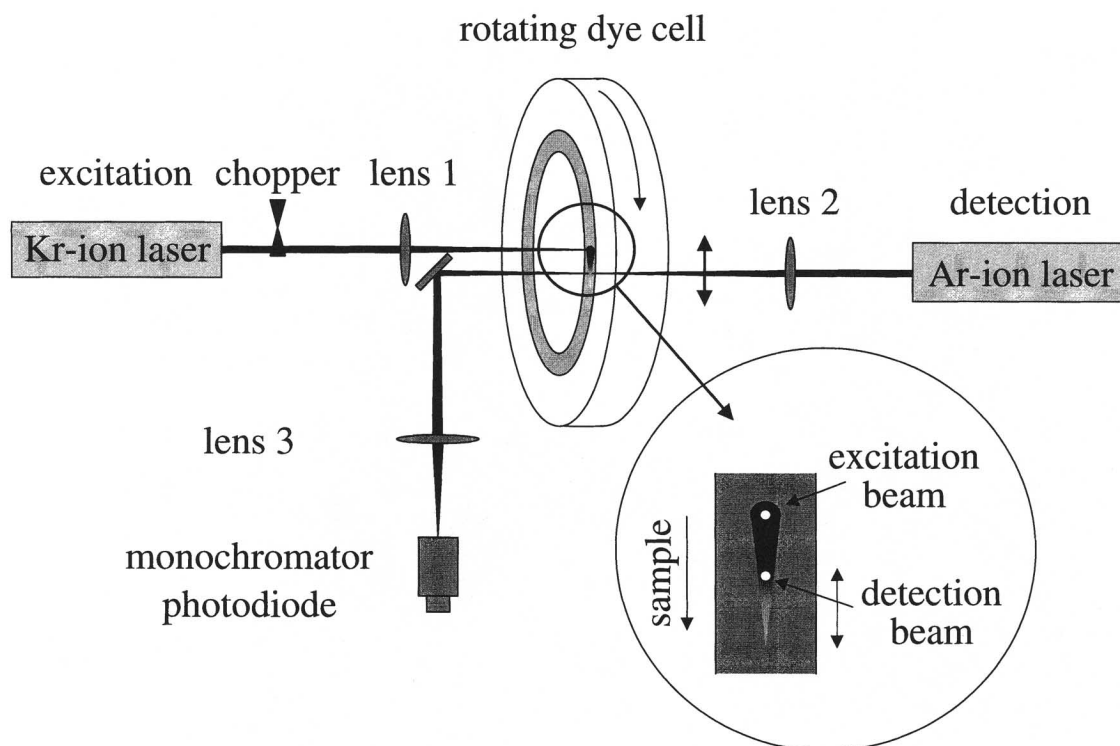 rotating dye cell
excitation
chopper
lens 1
lens 2
detection
Kr-ion laser
Ar-ion laser
lens 3
monochromator
photodiode
excitation
beam
sample
detection
beam